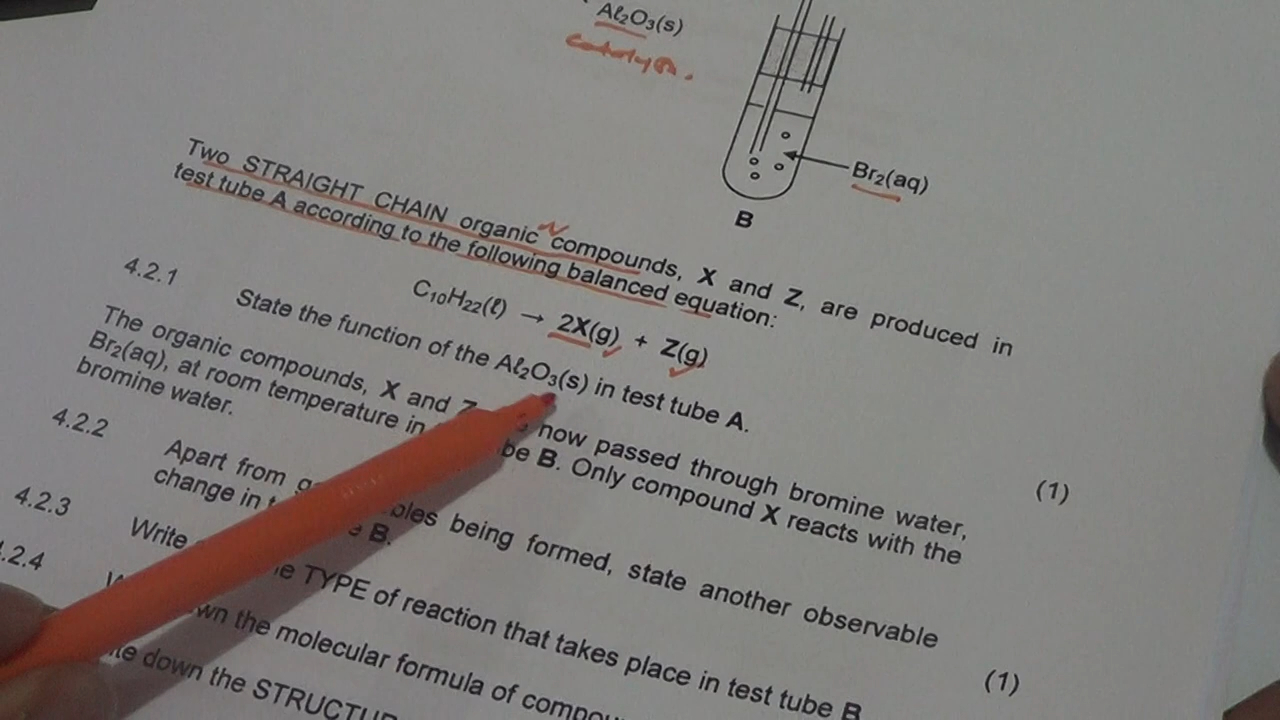 Aℓ₂O₃(s)
catalyst.
Br₂(aq)
B
Two STRAIGHT CHAIN organic compounds, X and Z, are produced in
test tube A according to the following balanced equation:
C₁₀H₂₂(ℓ) → 2X(g) + Z(g)
4.2.1 State the function of the Aℓ₂O₃(s) in test tube A. (1)
The organic compounds, X and Z now passed through bromine water,
Br₂(aq), at room temperature in be B. Only compound X reacts with the
bromine water.
4.2.2 Apart from bles being formed, state another observable
change in B. (1)
4.2.3 Write TYPE of reaction that takes place in test tube B
.2.4 wn the molecular formula of compou
down the STRUCTUR